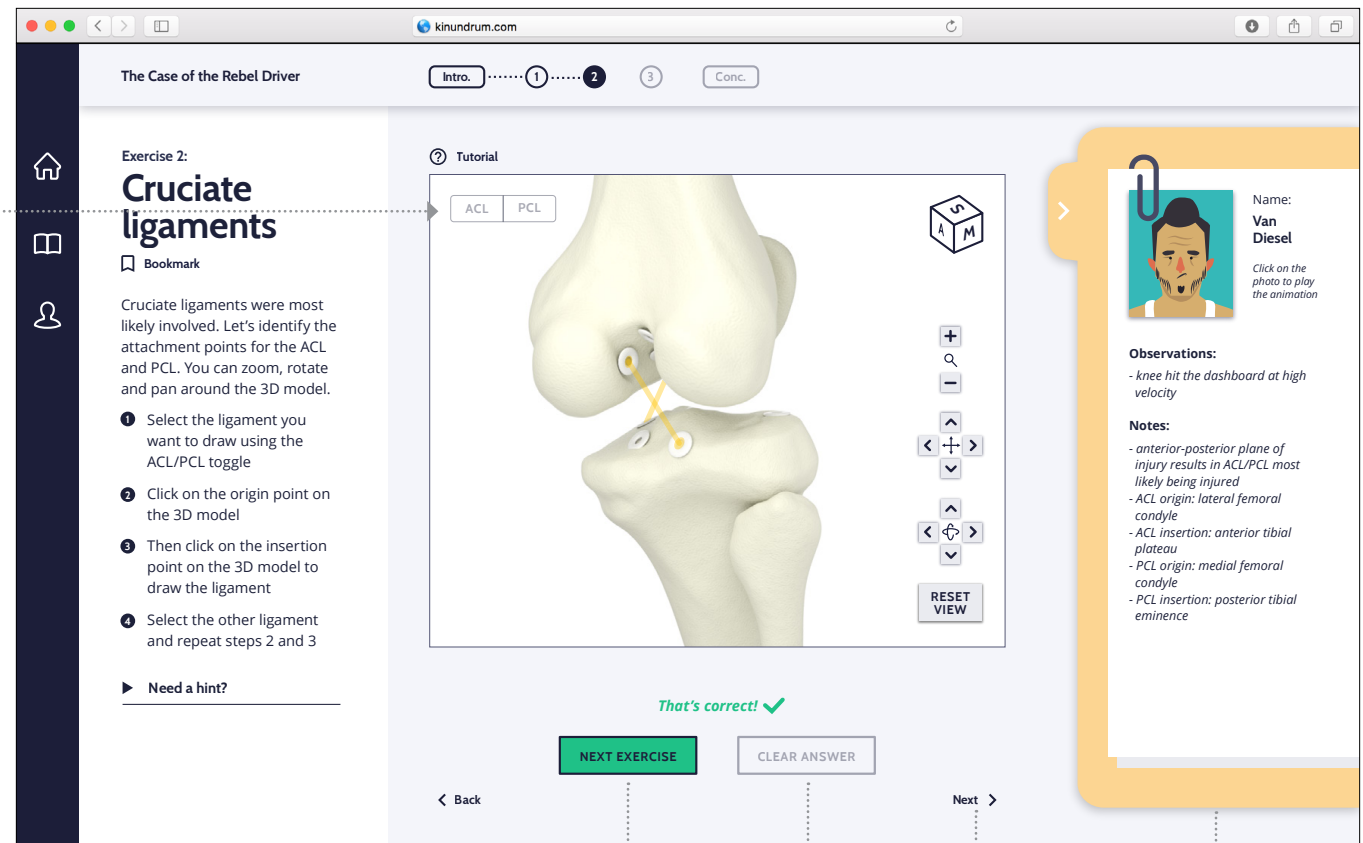 kinundrum.com
The Case of the Rebel Driver
Intro.
1
2
3
Conc.
Exercise 2:
Cruciate
ligaments
Bookmark
Cruciate ligaments were most
likely involved. Let's identify the
attachment points for the ACL
and PCL. You can zoom, rotate
and pan around the 3D model.
1 Select the ligament you
want to draw using the
ACL/PCL toggle
2 Click on the origin point on
the 3D model
3 Then click on the insertion
point on the 3D model to
draw the ligament
4 Select the other ligament
and repeat steps 2 and 3
Need a hint?
? Tutorial
ACL PCL
S
A M
RESET
VIEW
That's correct!
NEXT EXERCISE
CLEAR ANSWER
Back
Next
Name:
Van
Diesel
Click on the
photo to play
the animation
Observations:
- knee hit the dashboard at high
velocity
Notes:
- anterior-posterior plane of
injury results in ACL/PCL most
likely being injured
- ACL origin: lateral femoral
condyle
- ACL insertion: anterior tibial
plateau
- PCL origin: medial femoral
condyle
- PCL insertion: posterior tibial
eminence